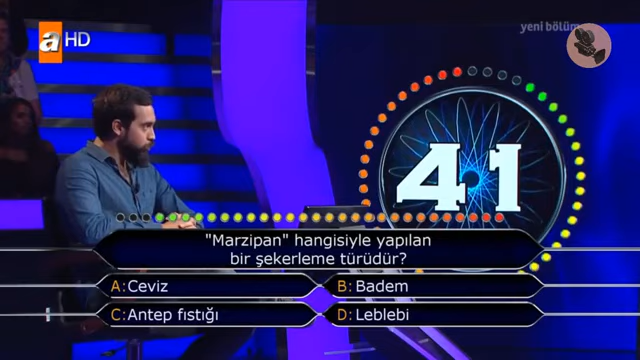 a HD
yeni bölüm
41
"Marzipan" hangisiyle yapılan
bir şekerleme türüdür?
A:Ceviz
B:Badem
C:Antep fıstığı
D:Leblebi